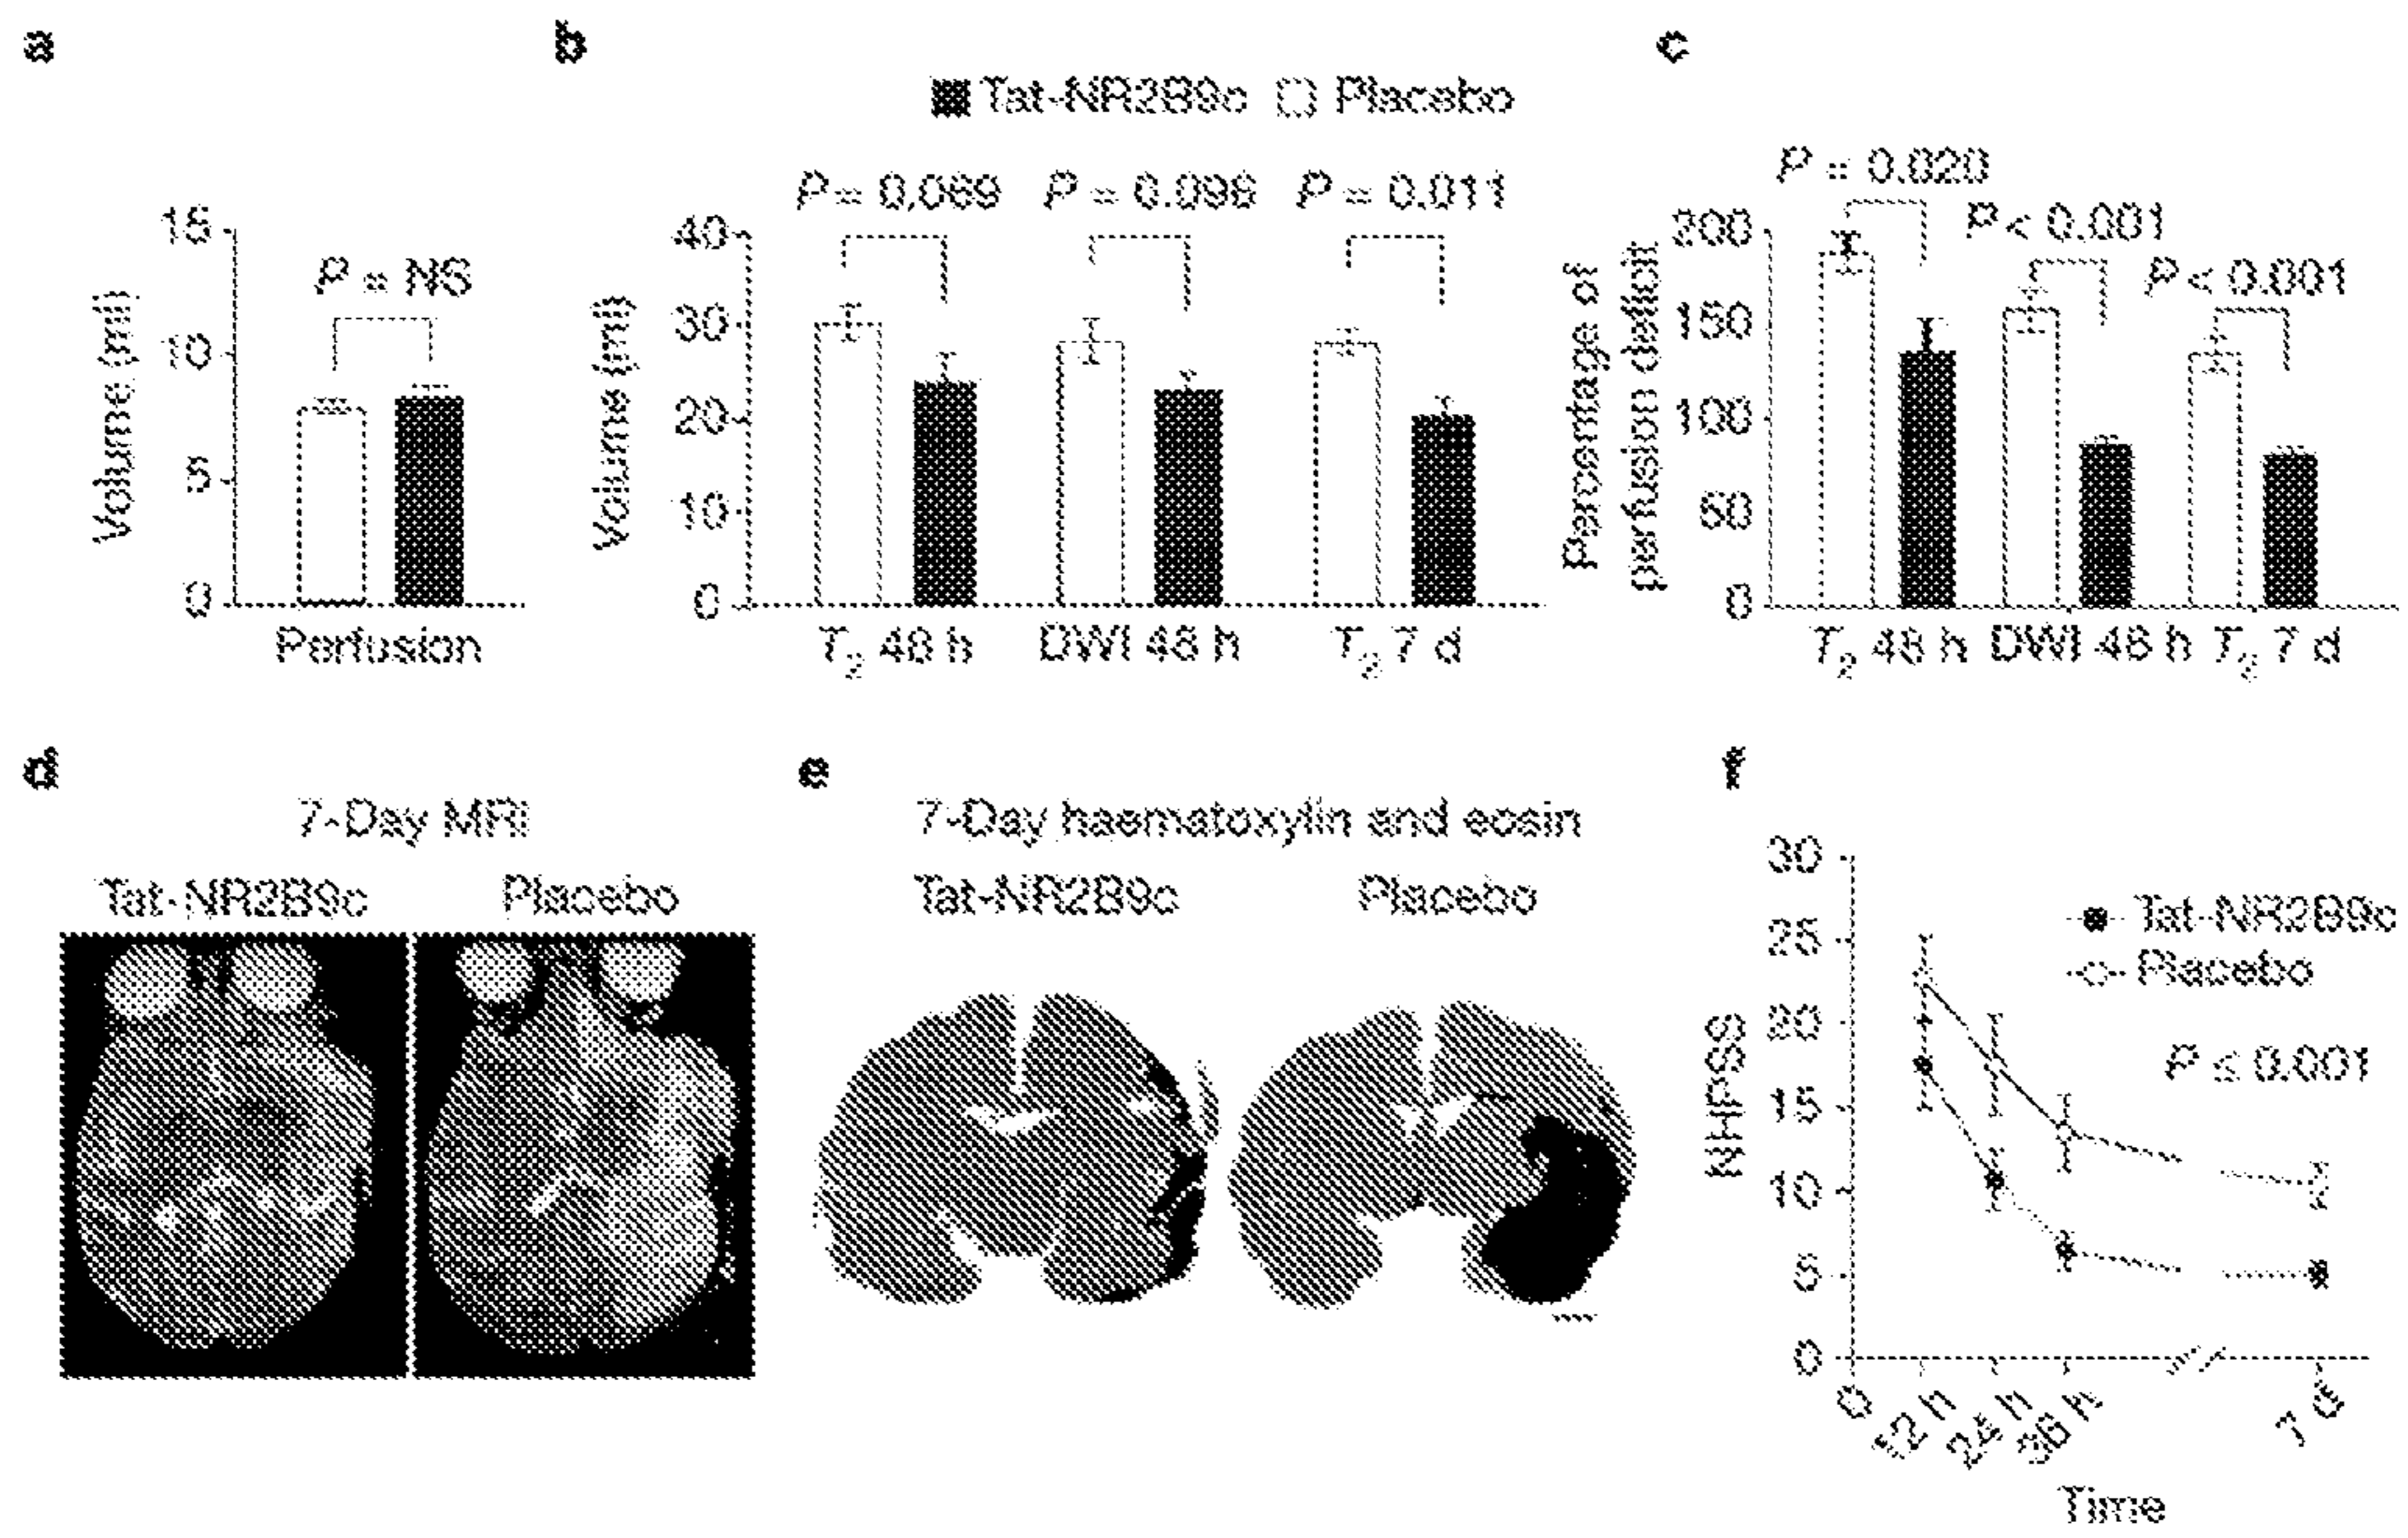 a
b
c
Tat-NR2B9c Placebo
P = NS
Volume (ml)
15
10
5
0
Perfusion
P = 0.069 P = 0.096 P = 0.011
Volume (ml)
40
30
20
10
0
T2 48 h DWI 48 h T2 7 d
P = 0.020
P < 0.001
P < 0.001
Percentage of
perfusion deficit
200
150
100
50
0
T2 48 h DWI 48 h T2 7 d
d
7-Day MRI
Tat-NR2B9c Placebo
e
7-Day haematoxylin and eosin
Tat-NR2B9c Placebo
f
NHPSS
30
25
20
15
10
5
0
Tat-NR2B9c
Placebo
P ≤ 0.001
0 12 h 24 h 36 h 7 d
Time